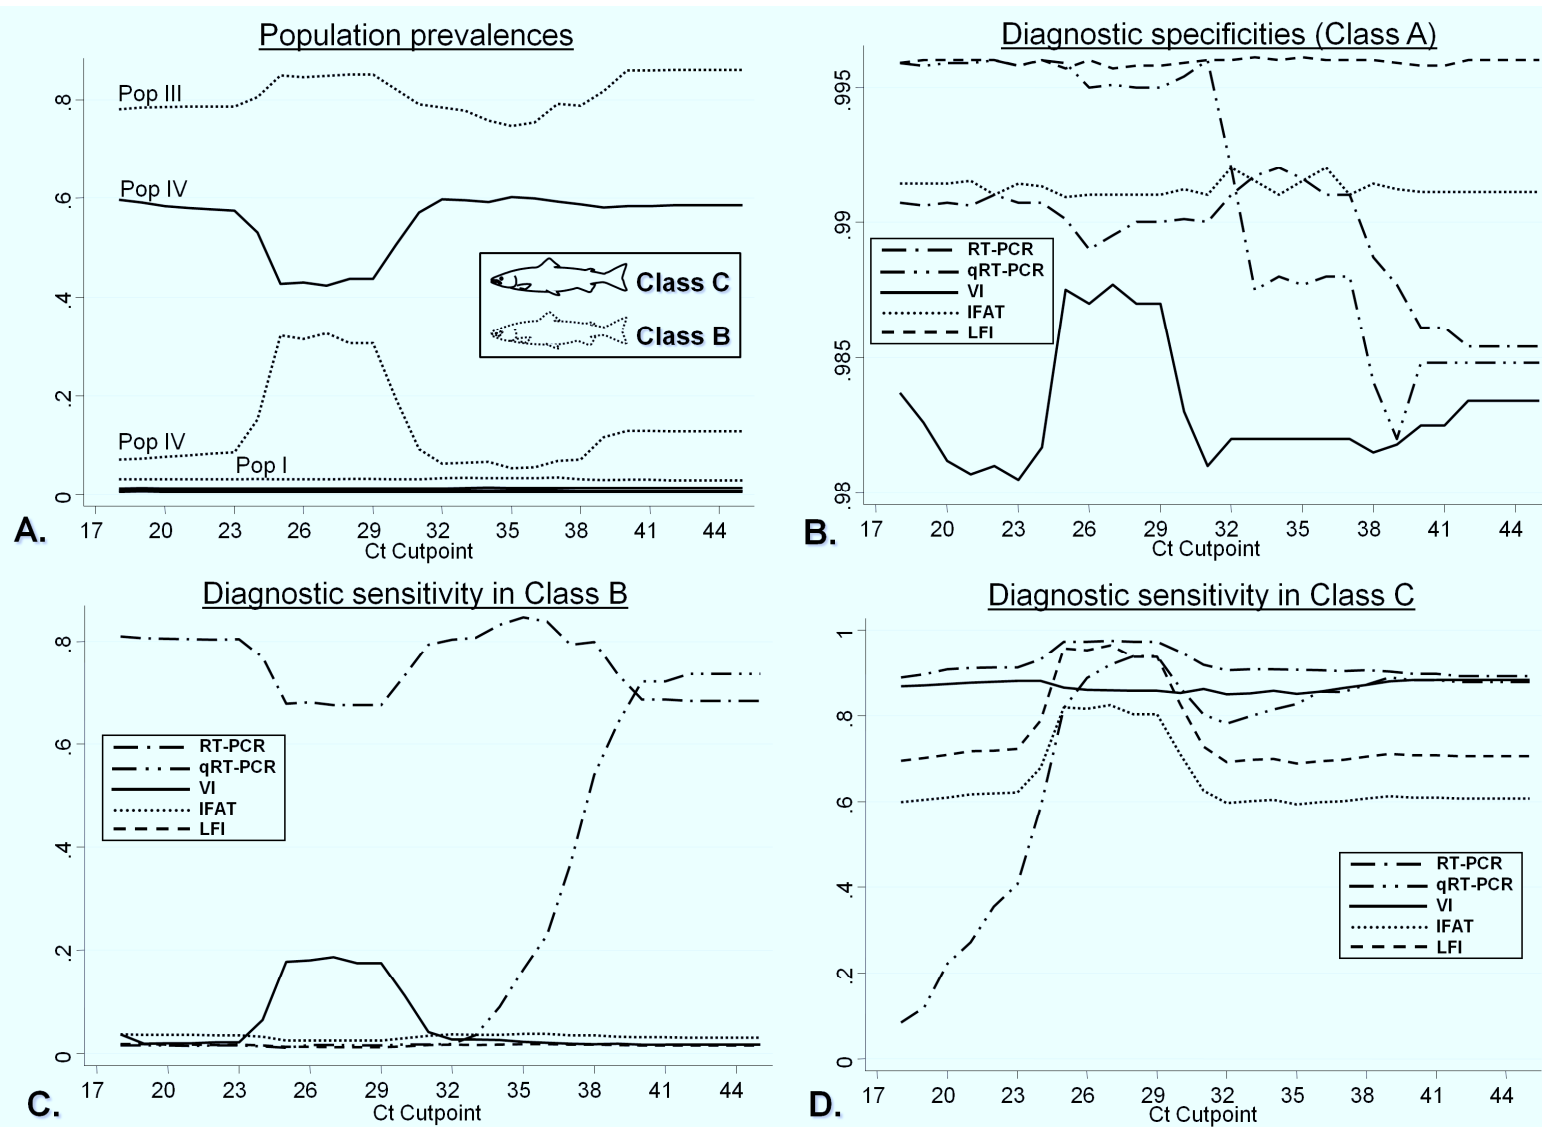 Population prevalences
Pop III
Pop IV
Pop IV
Pop I
Class C
Class B
0 .2 .4 .6 .8
17 20 23 26 29 32 35 38 41 44
Ct Cutpoint
A.
Diagnostic specificities (Class A)
RT-PCR
qRT-PCR
VI
IFAT
LFI
.98 .985 .99 .995
17 20 23 26 29 32 35 38 41 44
Ct Cutpoint
B.
Diagnostic sensitivity in Class B
RT-PCR
qRT-PCR
VI
IFAT
LFI
0 .2 .4 .6 .8
17 20 23 26 29 32 35 38 41 44
Ct Cutpoint
C.
Diagnostic sensitivity in Class C
RT-PCR
qRT-PCR
VI
IFAT
LFI
0 .2 .4 .6 .8 1
17 20 23 26 29 32 35 38 41 44
Ct Cutpoint
D.